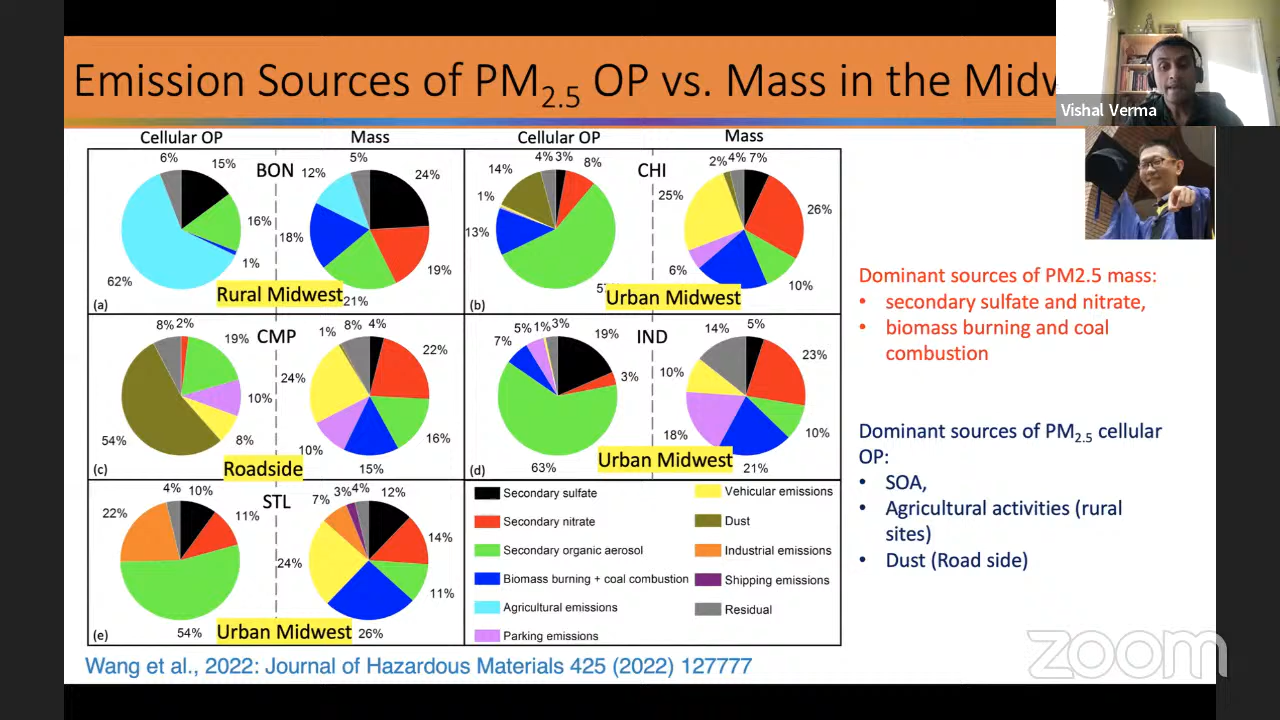 Emission Sources of PM2.5 OP vs. Mass in the Midw
Vishal Verma
Cellular OP
Mass
Cellular OP
Mass
BON
6%
15%
16%
1%
62%
5%
24%
19%
21%
18%
12%
(a)
Rural Midwest
CHI
4%
3%
8%
13%
1%
14%
2%
4%
7%
26%
10%
6%
25%
(b)
Urban Midwest
CMP
8%
2%
19%
10%
8%
54%
1%
8%
4%
22%
16%
15%
10%
24%
(c)
Roadside
IND
5%
1%
3%
19%
3%
63%
7%
14%
5%
23%
10%
21%
18%
10%
(d)
Urban Midwest
STL
4%
10%
11%
54%
22%
7%
3%
4%
12%
14%
11%
26%
24%
(e)
Urban Midwest
Secondary sulfate
Secondary nitrate
Secondary organic aerosol
Biomass burning + coal combustion
Agricultural emissions
Parking emissions
Vehicular emissions
Dust
Industrial emissions
Shipping emissions
Residual
Dominant sources of PM2.5 mass:
• secondary sulfate and nitrate,
• biomass burning and coal
combustion
Dominant sources of PM2.5 cellular
OP:
• SOA,
• Agricultural activities (rural
sites)
• Dust (Road side)
Wang et al., 2022: Journal of Hazardous Materials 425 (2022) 127777
zoom